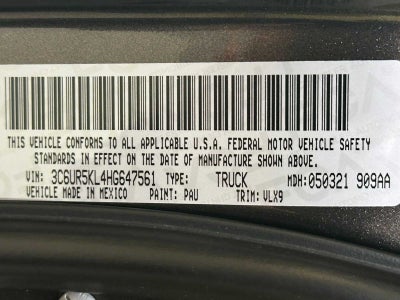 THIS VEHICLE CONFORMS TO ALL APPLICABLE U.S.A. FEDERAL MOTOR VEHICLE SAFETY
STANDARDS IN EFFECT ON THE DATE OF MANUFACTURE SHOWN ABOVE.
VIN: 3C6UR5KL4HG647561 TYPE: TRUCK MDH: 050321 909AA
VEHICLE MADE IN MEXICO PAINT: PAU TRIM: VLX9